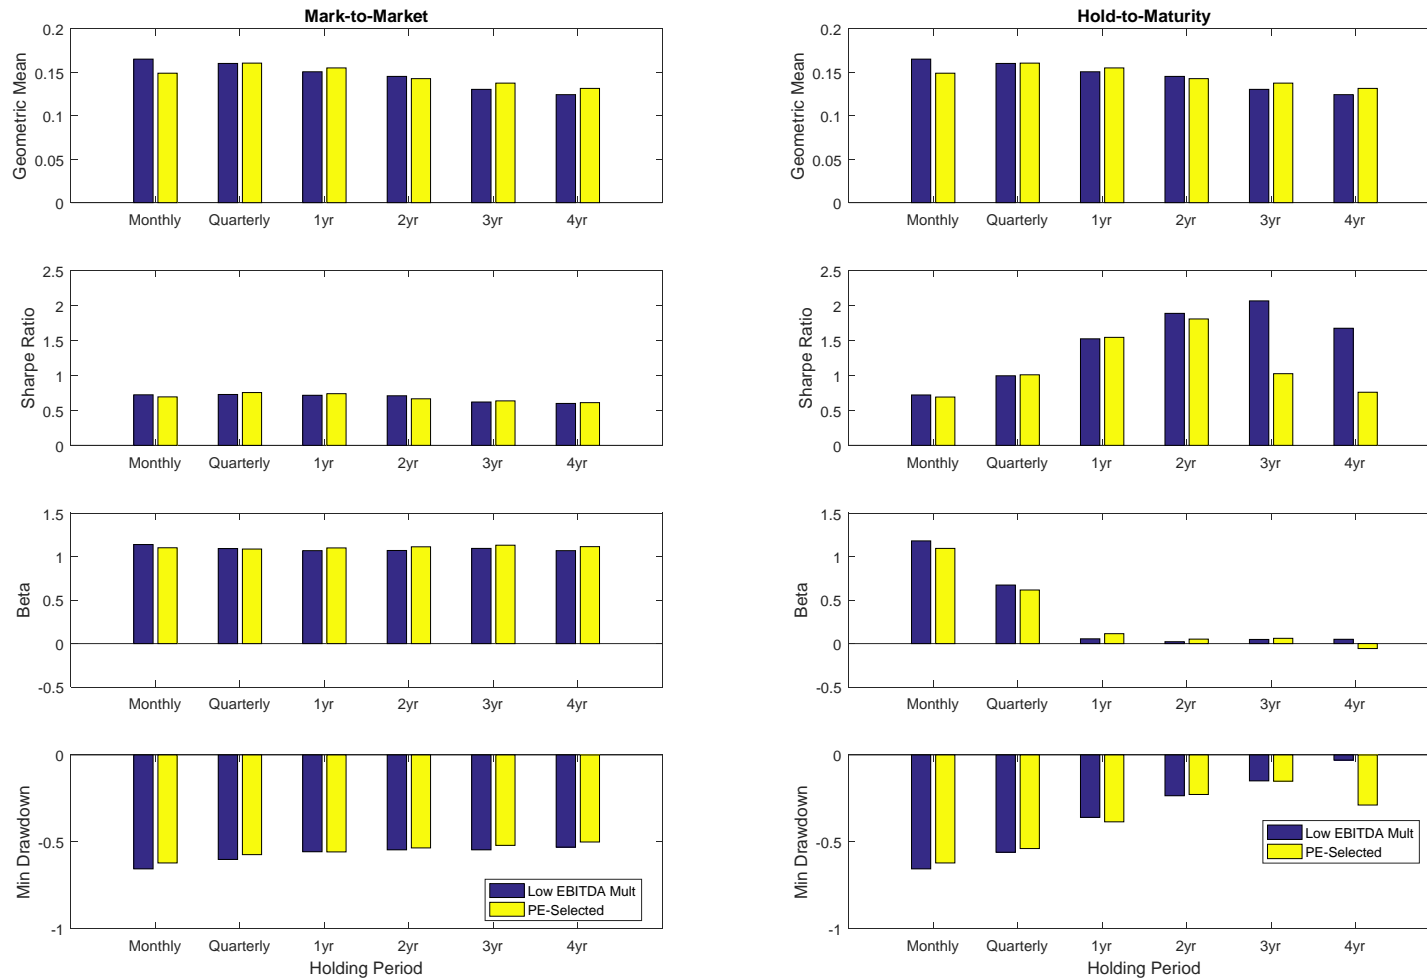 Mark-to-Market
0.2
0.15
0.1
0.05
0
Geometric Mean
Monthly Quarterly 1yr 2yr 3yr 4yr
2.5
2
1.5
1
0.5
0
Sharpe Ratio
Monthly Quarterly 1yr 2yr 3yr 4yr
1.5
1
0.5
0
-0.5
Beta
Monthly Quarterly 1yr 2yr 3yr 4yr
0
-0.5
-1
Min Drawdown
Low EBITDA Mult
PE-Selected
Monthly Quarterly 1yr 2yr 3yr 4yr
Holding Period
Hold-to-Maturity
0.2
0.15
0.1
0.05
0
Geometric Mean
Monthly Quarterly 1yr 2yr 3yr 4yr
2.5
2
1.5
1
0.5
0
Sharpe Ratio
Monthly Quarterly 1yr 2yr 3yr 4yr
1.5
1
0.5
0
-0.5
Beta
Monthly Quarterly 1yr 2yr 3yr 4yr
0
-0.5
-1
Min Drawdown
Low EBITDA Mult
PE-Selected
Monthly Quarterly 1yr 2yr 3yr 4yr
Holding Period